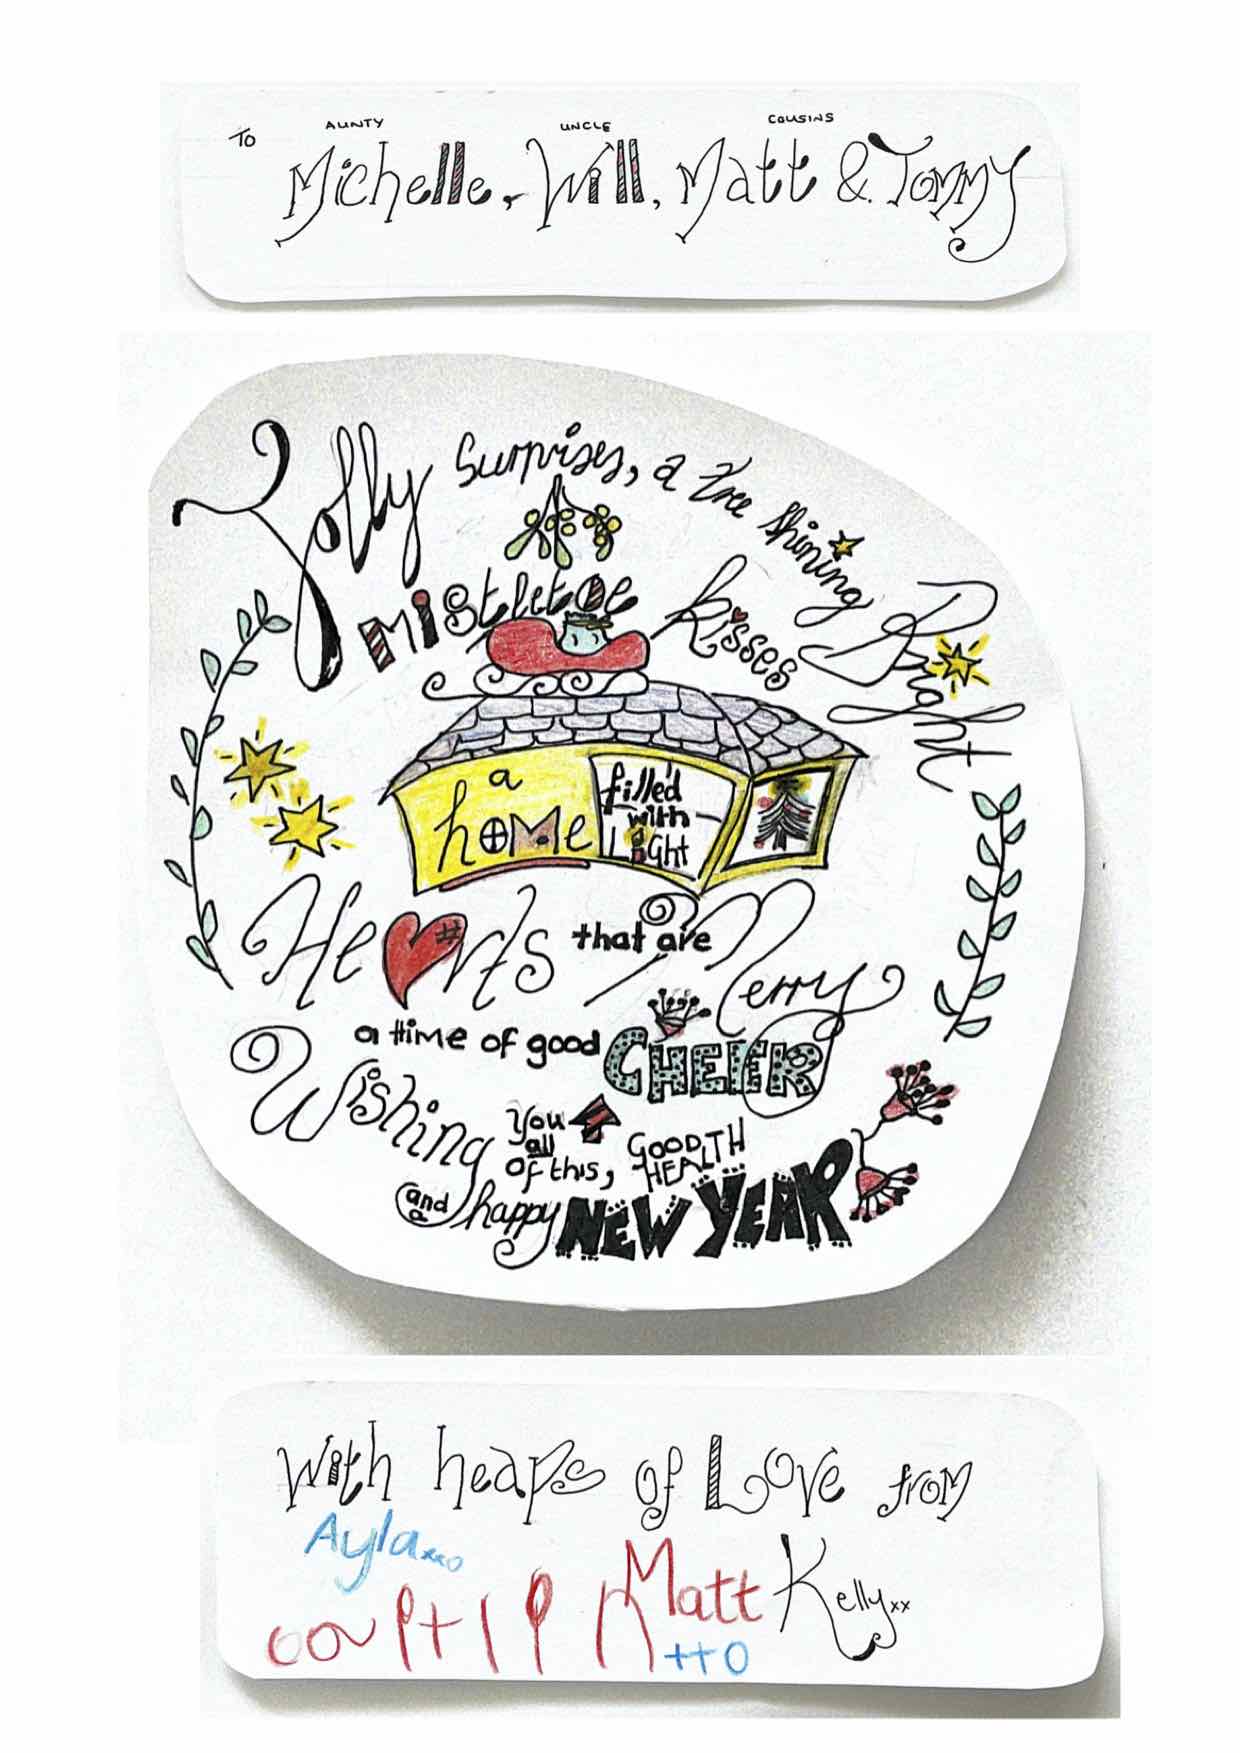 AUNTY UNCLE COUSINS
TO Michelle, Will, Matt & Tommy
Jolly Surprises, a tree shining Bright
mistletoe kisses
a home
filled
with
Light
Hearts that are Merry
a time of good CHEER
Wishing
You all of this, GOOD HEALTH
and a happy NEW YEAR
With heaps of Love from
Ayla xxo
Matt Kelly xx